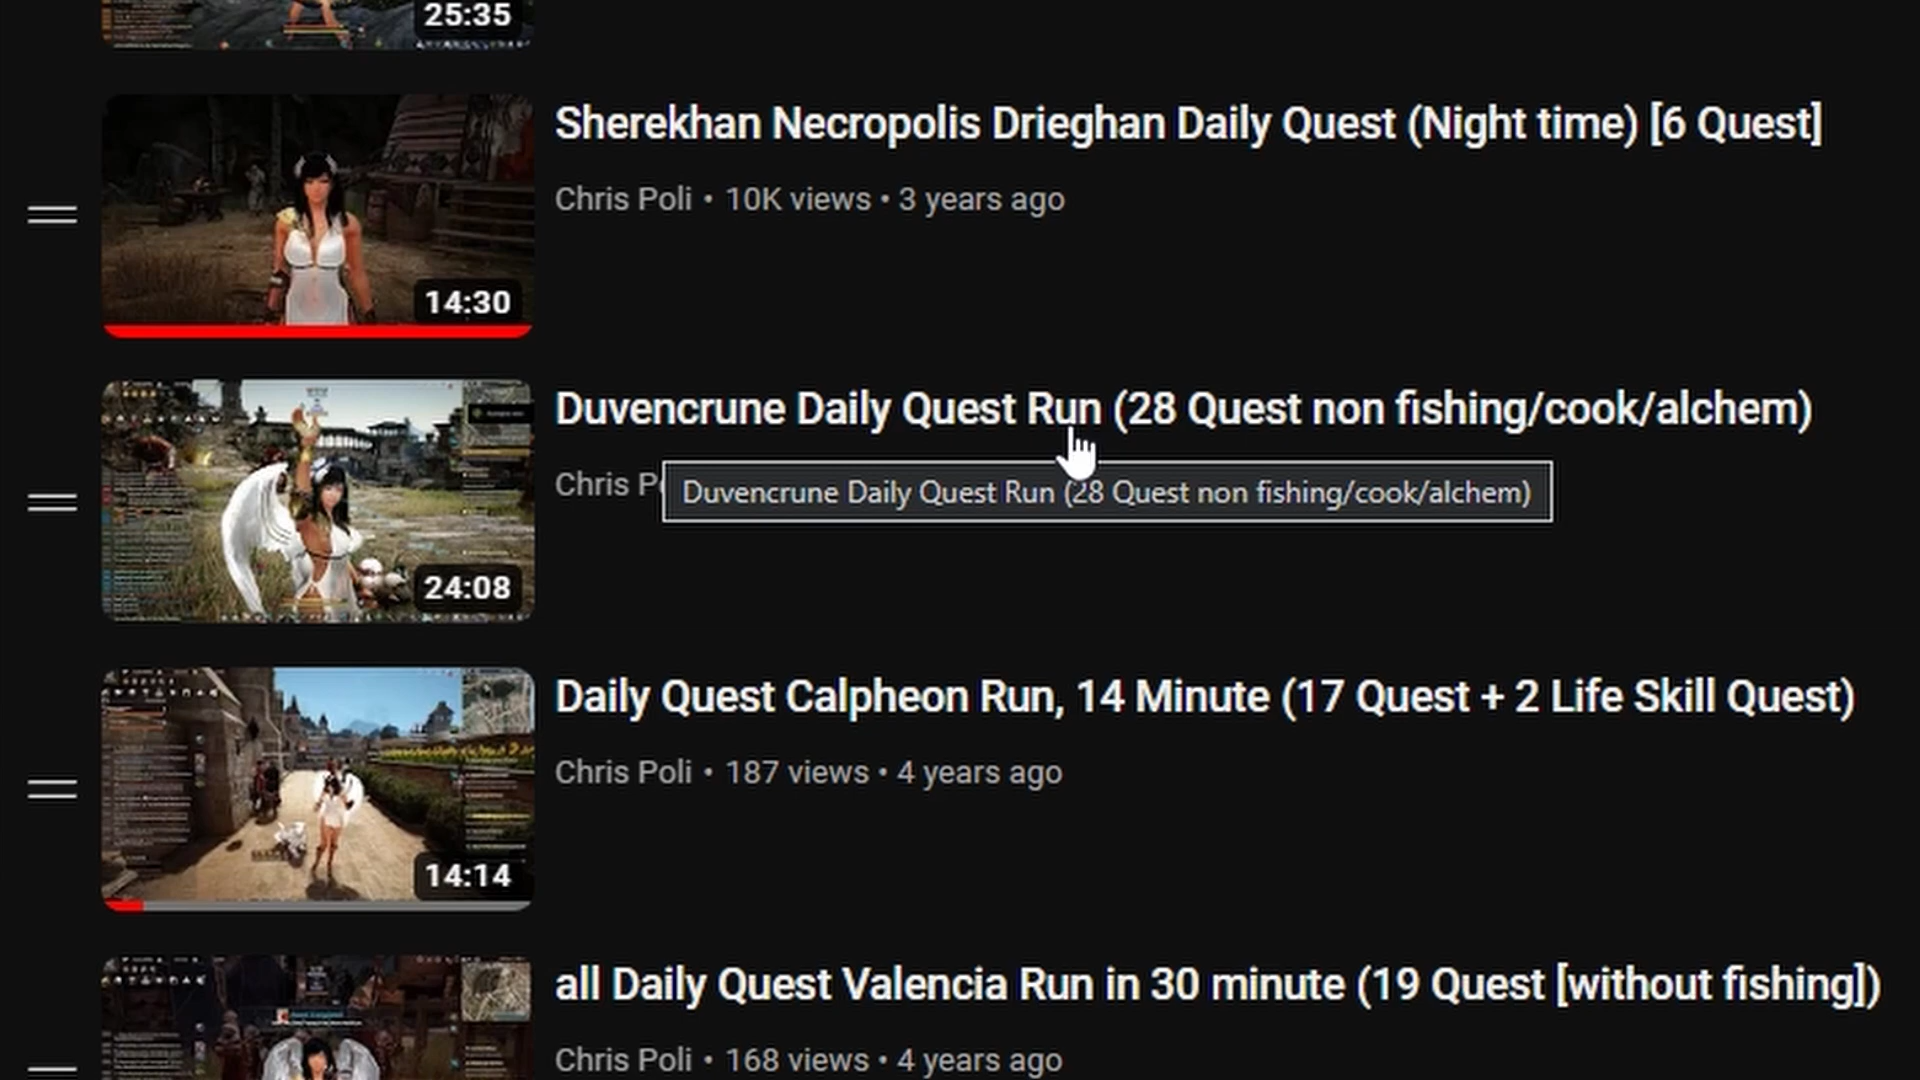 25:35
Sherekhan Necropolis Drieghan Daily Quest (Night time) [6 Quest]
Chris Poli • 10K views • 3 years ago
14:30
Duvencrune Daily Quest Run (28 Quest non fishing/cook/alchem)
Chris P
Duvencrune Daily Quest Run (28 Quest non fishing/cook/alchem)
24:08
Daily Quest Calpheon Run, 14 Minute (17 Quest + 2 Life Skill Quest)
Chris Poli • 187 views • 4 years ago
14:14
all Daily Quest Valencia Run in 30 minute (19 Quest [without fishing])
Chris Poli • 168 views • 4 years ago